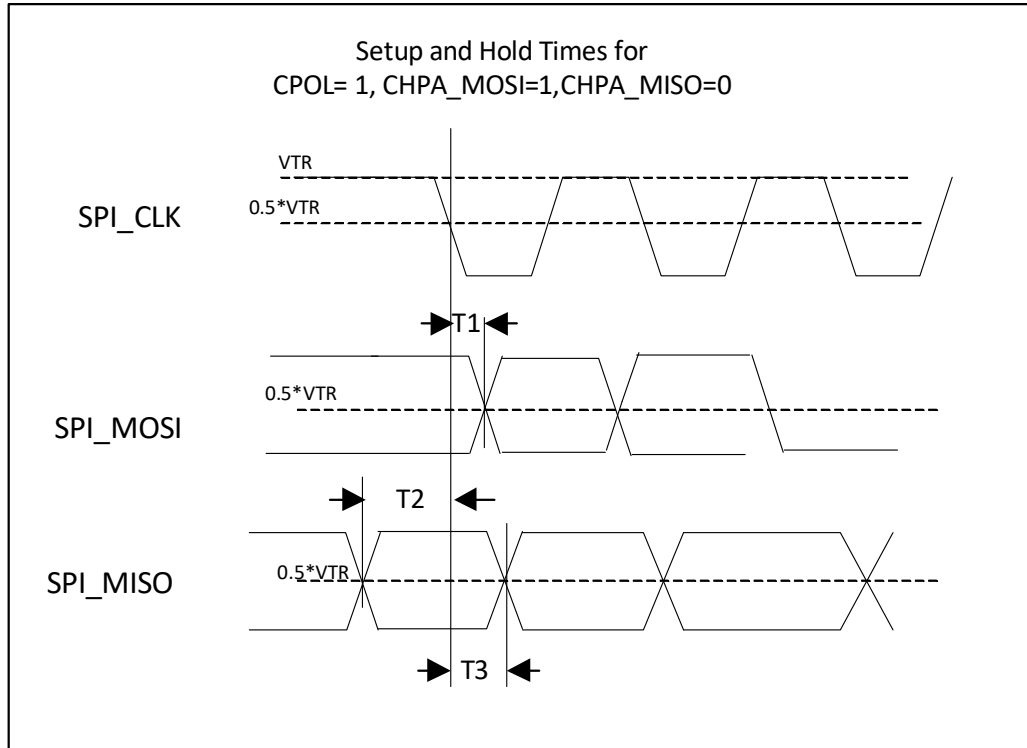 Setup and Hold Times for
CPOL= 1, CHPA_MOSI=1,CHPA_MISO=0
VTR
SPI_CLK
0.5*VTR
T1
0.5*VTR
SPI_MOSI
T2
SPI_MISO
0.5*VTR
T3